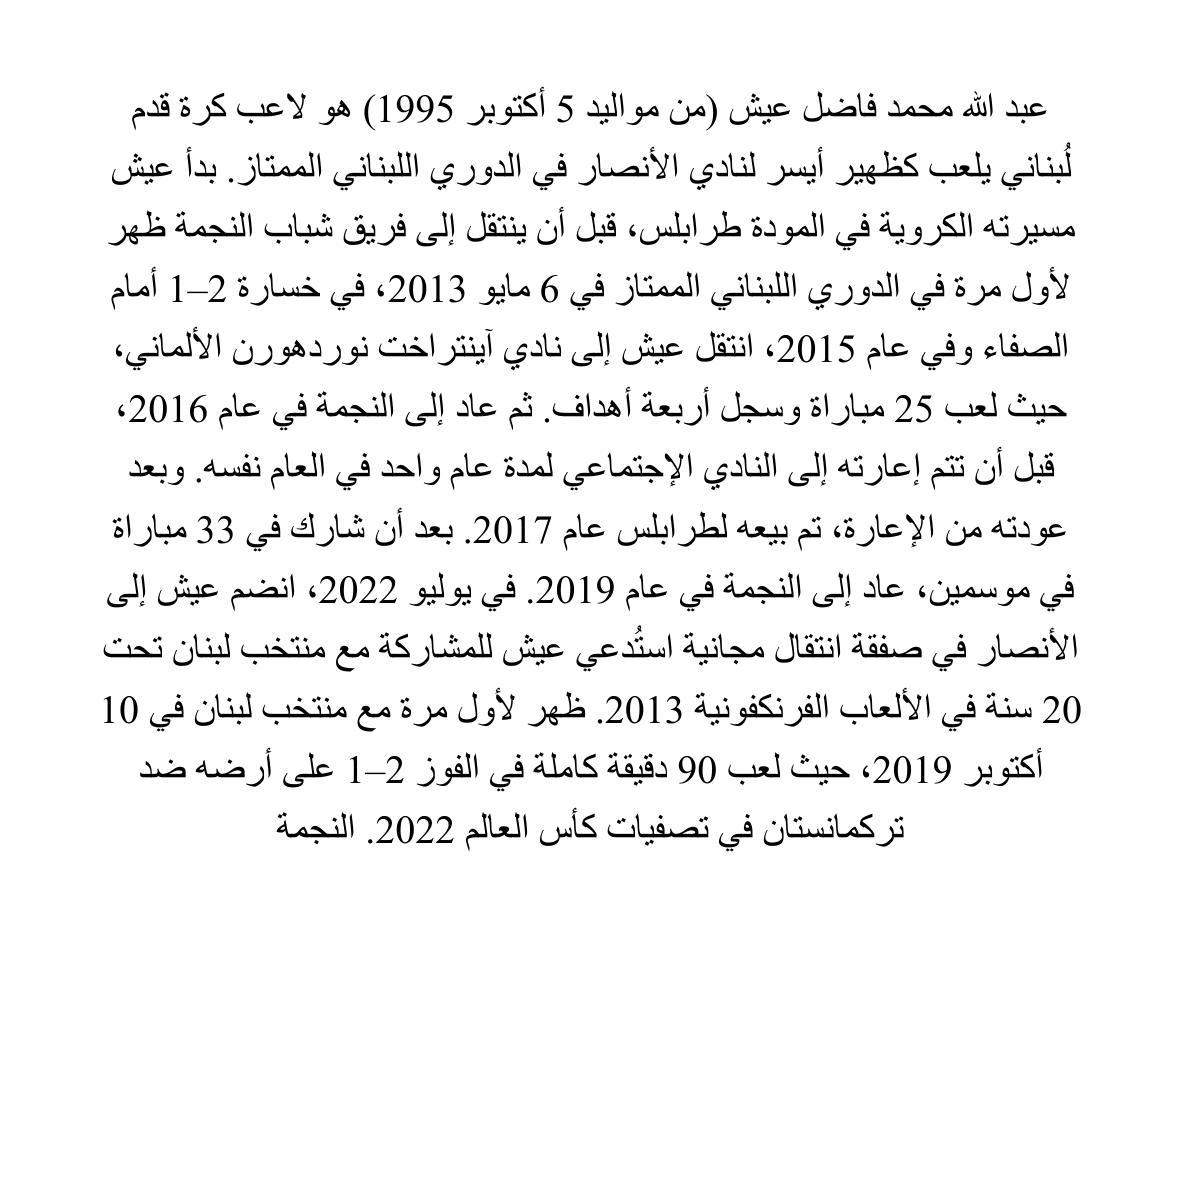 عبد الله محمد فاضل عيش (من مواليد 5 أكتوبر 1995) هو لاعب كرة قدم
لُبناني يلعب كظهير أيسر لنادي الأنصار في الدوري اللبناني الممتاز. بدأ عيش
مسيرته الكروية في المودة طرابلس، قبل أن ينتقل إلى فريق شباب النجمة ظهر
لأول مرة في الدوري اللبناني الممتاز في 6 مايو 2013، في خسارة 2–1 أمام
الصفاء وفي عام 2015، انتقل عيش إلى نادي آينتراخت نوردهورن الألماني،
حيث لعب 25 مباراة وسجل أربعة أهداف. ثم عاد إلى النجمة في عام 2016،
قبل أن تتم إعارته إلى النادي الإجتماعي لمدة عام واحد في العام نفسه. وبعد
عودته من الإعارة، تم بيعه لطرابلس عام 2017. بعد أن شارك في 33 مباراة
في موسمين، عاد إلى النجمة في عام 2019. في يوليو 2022، انضم عيش إلى
الأنصار في صفقة انتقال مجانية استُدعي عيش للمشاركة مع منتخب لبنان تحت
20 سنة في الألعاب الفرنكفونية 2013. ظهر لأول مرة مع منتخب لبنان في 10
أكتوبر 2019، حيث لعب 90 دقيقة كاملة في الفوز 2–1 على أرضه ضد
تركمانستان في تصفيات كأس العالم 2022. النجمة